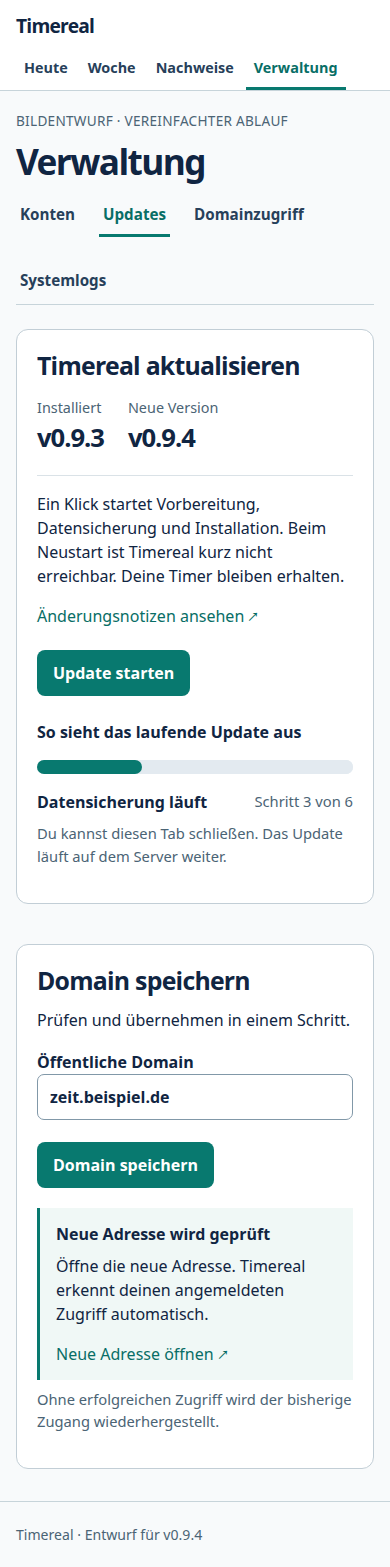 Timereal
Heute Woche Nachweise Verwaltung
BILDENTWURF · VEREINFACHTER ABLAUF
Verwaltung
Konten Updates Domainzugriff
Systemlogs
Timereal aktualisieren
Installiert Neue Version
v0.9.3 v0.9.4
Ein Klick startet Vorbereitung,
Datensicherung und Installation. Beim
Neustart ist Timereal kurz nicht
erreichbar. Deine Timer bleiben erhalten.
Änderungsnotizen ansehen ↗
Update starten
So sieht das laufende Update aus
Datensicherung läuft Schritt 3 von 6
Du kannst diesen Tab schließen. Das Update
läuft auf dem Server weiter.
Domain speichern
Prüfen und übernehmen in einem Schritt.
Öffentliche Domain
zeit.beispiel.de
Domain speichern
Neue Adresse wird geprüft
Öffne die neue Adresse. Timereal
erkennt deinen angemeldeten
Zugriff automatisch.
Neue Adresse öffnen ↗
Ohne erfolgreichen Zugriff wird der bisherige
Zugang wiederhergestellt.
Timereal · Entwurf für v0.9.4